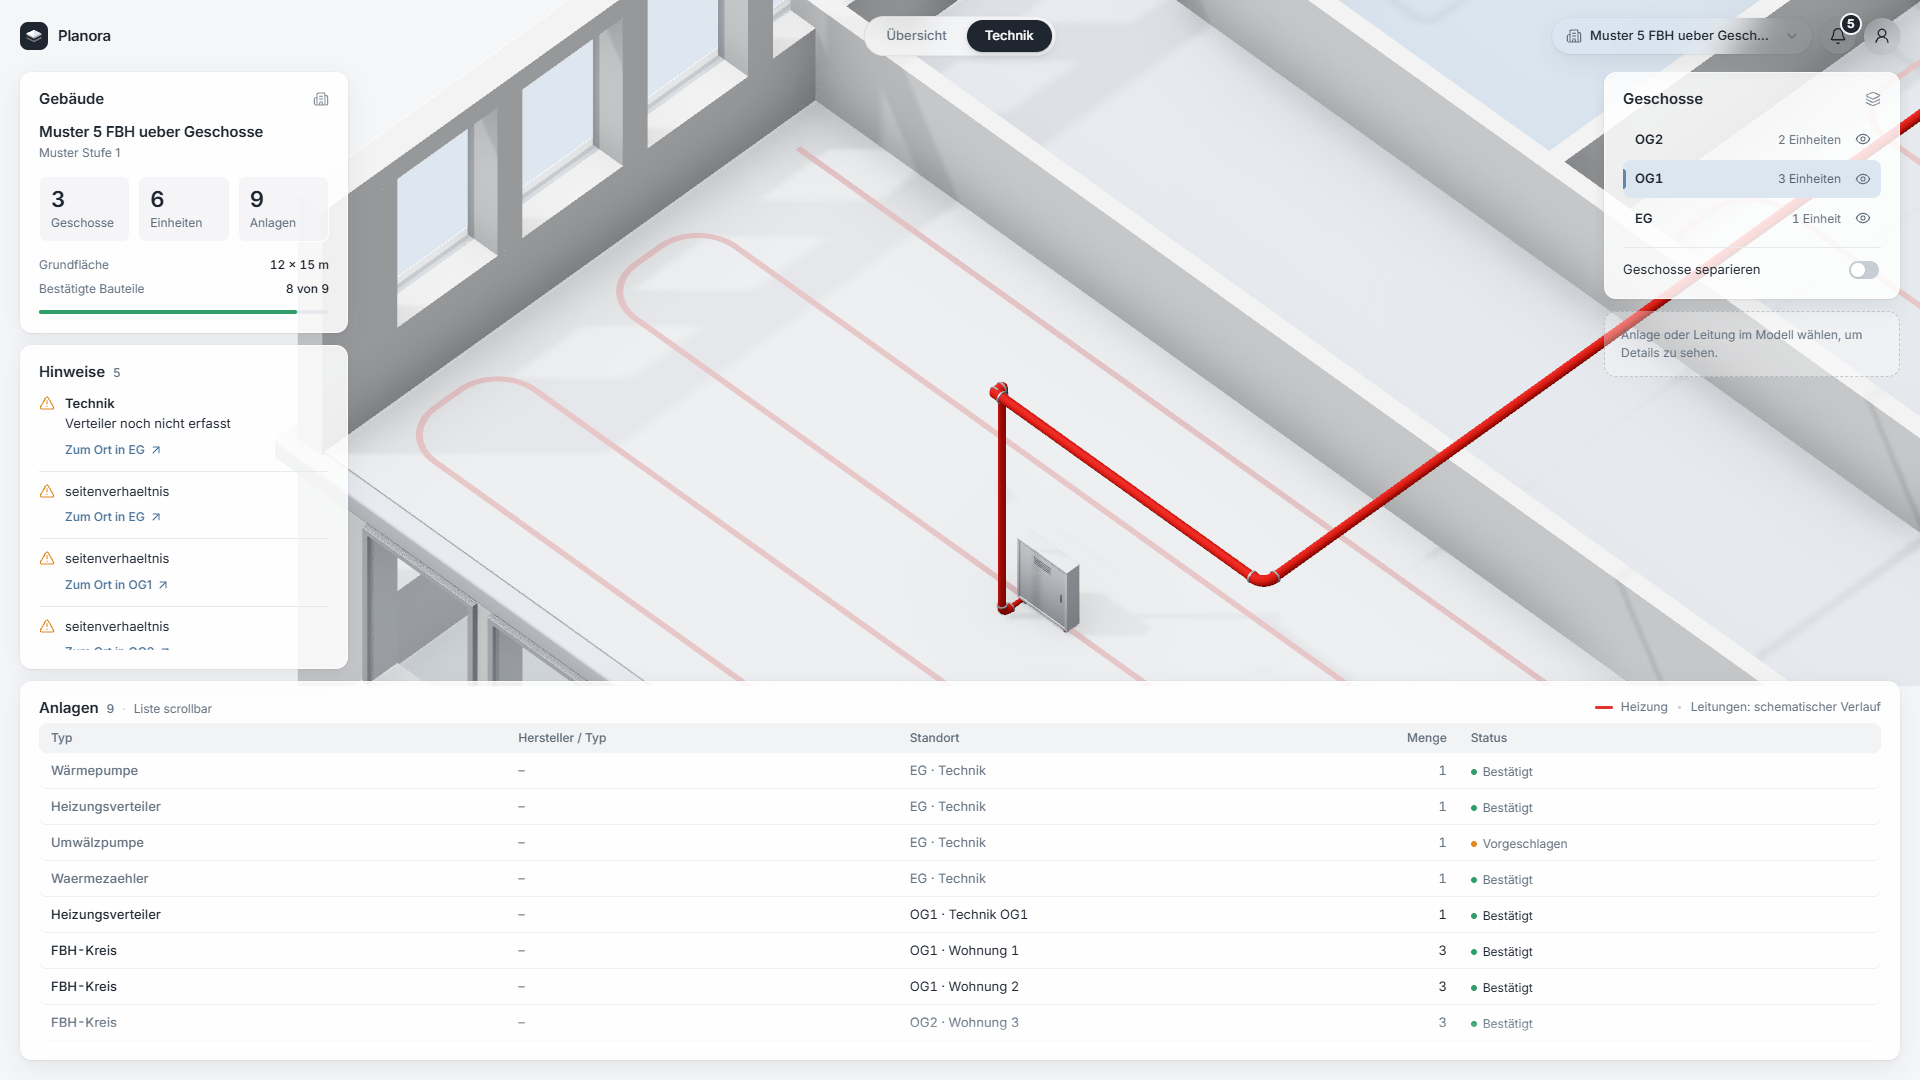 Planora
Übersicht
Technik
Muster 5 FBH ueber Gesch...
5
Gebäude
Muster 5 FBH ueber Geschosse
Muster Stufe 1
3 Geschosse
6 Einheiten
9 Anlagen
Grundfläche 12 × 15 m
Bestätigte Bauteile 8 von 9
Hinweise 5
Technik
Verteiler noch nicht erfasst
Zum Ort in EG
seitenverhaeltnis
Zum Ort in EG
seitenverhaeltnis
Zum Ort in OG1
seitenverhaeltnis
Geschosse
OG2 2 Einheiten
OG1 3 Einheiten
EG 1 Einheit
Geschosse separieren
Anlage oder Leitung im Modell wählen, um
Details zu sehen.
Anlagen 9 · Liste scrollbar
Heizung · Leitungen: schematischer Verlauf
Typ Hersteller / Typ Standort Menge Status
Wärmepumpe – EG · Technik 1 Bestätigt
Heizungsverteiler – EG · Technik 1 Bestätigt
Umwälzpumpe – EG · Technik 1 Vorgeschlagen
Waermezaehler – EG · Technik 1 Bestätigt
Heizungsverteiler – OG1 · Technik OG1 1 Bestätigt
FBH-Kreis – OG1 · Wohnung 1 3 Bestätigt
FBH-Kreis – OG1 · Wohnung 2 3 Bestätigt
FBH-Kreis – OG2 · Wohnung 3 3 Bestätigt